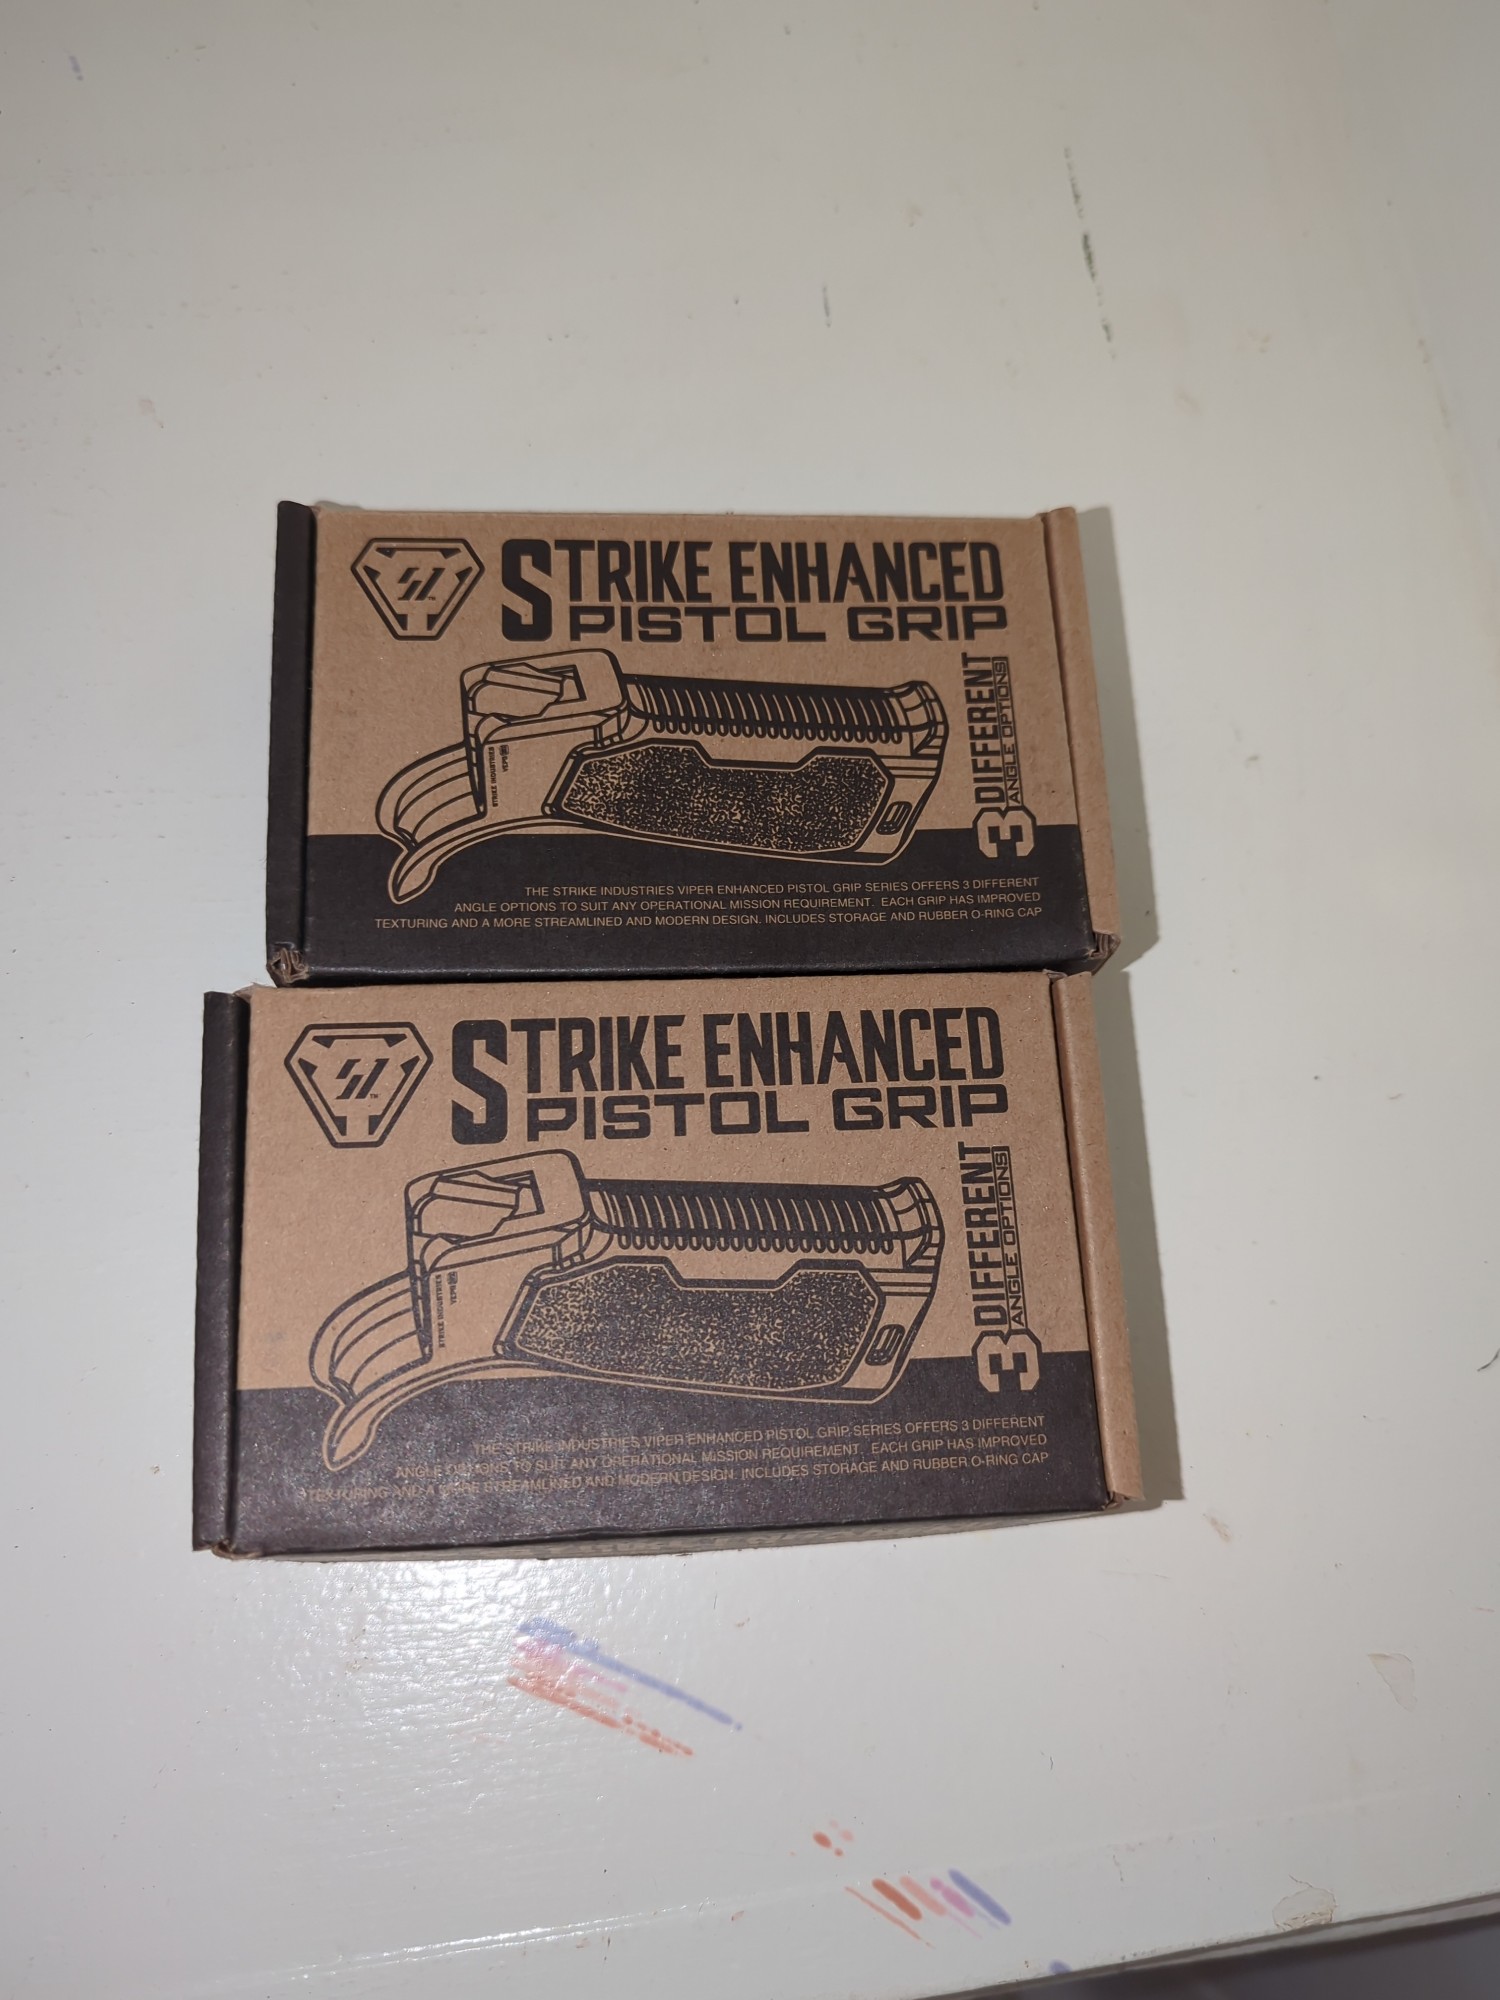 STRIKE ENHANCED
PISTOL GRIP
STRIKE INDUSTRIES
3 DIFFERENT
ANGLE OPTIONS
THE STRIKE INDUSTRIES VIPER ENHANCED PISTOL GRIP SERIES OFFERS 3 DIFFERENT
ANGLE OPTIONS TO SUIT ANY OPERATIONAL MISSION REQUIREMENT. EACH GRIP HAS IMPROVED
TEXTURING AND A MORE STREAMLINED AND MODERN DESIGN. INCLUDES STORAGE AND RUBBER O-RING CAP
STRIKE ENHANCED
PISTOL GRIP
STRIKE INDUSTRIES
3 DIFFERENT
ANGLE OPTIONS
THE STRIKE INDUSTRIES VIPER ENHANCED PISTOL GRIP SERIES OFFERS 3 DIFFERENT
ANGLE OPTIONS TO SUIT ANY OPERATIONAL MISSION REQUIREMENT. EACH GRIP HAS IMPROVED
TEXTURING AND A MORE STREAMLINED AND MODERN DESIGN. INCLUDES STORAGE AND RUBBER O-RING CAP